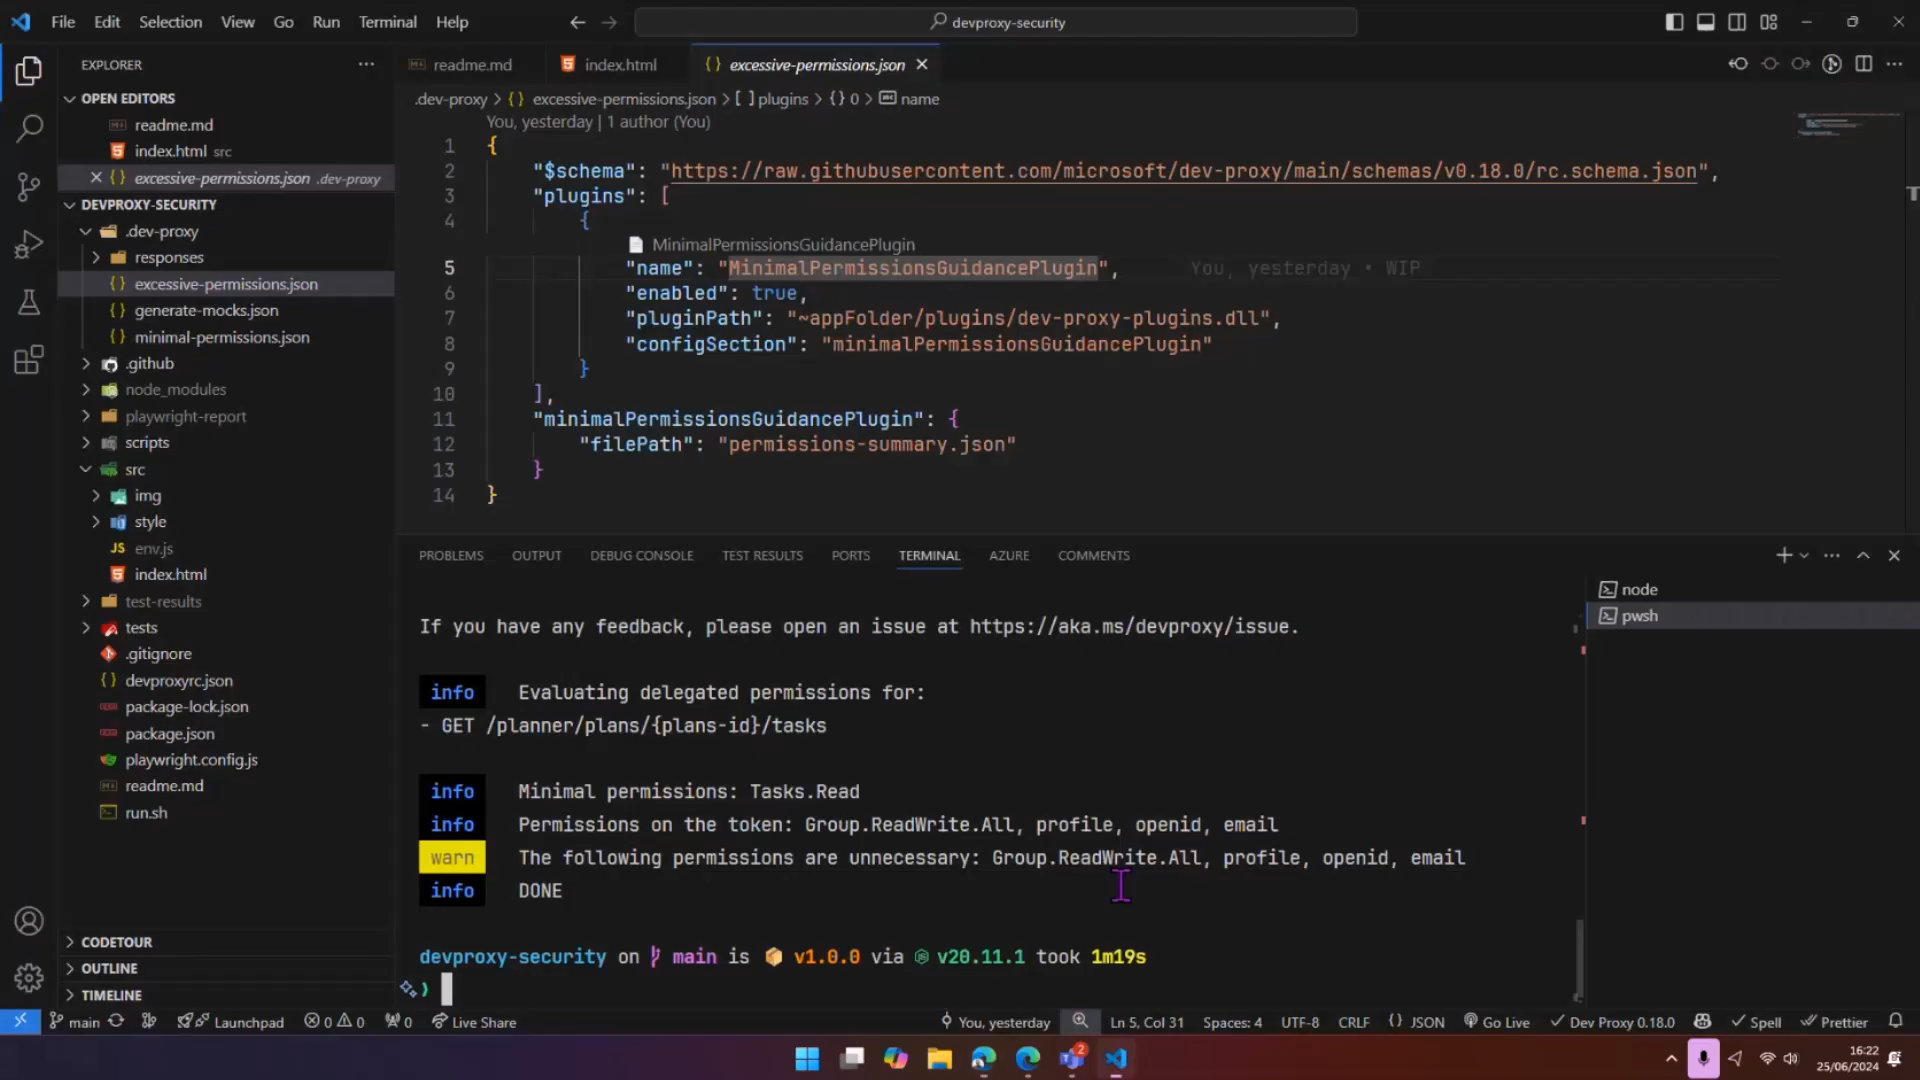 File Edit Selection View Go Run Terminal Help
devproxy-security
EXPLORER
OPEN EDITORS
readme.md
index.html src
excessive-permissions.json .dev-proxy
DEVPROXY-SECURITY
.dev-proxy
responses
excessive-permissions.json
generate-mocks.json
minimal-permissions.json
.github
node_modules
playwright-report
scripts
src
img
style
JS env.js
index.html
test-results
tests
.gitignore
devproxyrc.json
package-lock.json
package.json
playwright.config.js
readme.md
run.sh
CODETOUR
OUTLINE
TIMELINE
readme.md
index.html
{} excessive-permissions.json
.dev-proxy > {} excessive-permissions.json > [ ] plugins > {} 0 > name
You, yesterday | 1 author (You)
1 {
2 "$schema": "https://raw.githubusercontent.com/microsoft/dev-proxy/main/schemas/v0.18.0/rc.schema.json",
3 "plugins": [
4 {
MinimalPermissionsGuidancePlugin
5 "name": "MinimalPermissionsGuidancePlugin", You, yesterday • WIP
6 "enabled": true,
7 "pluginPath": "~appFolder/plugins/dev-proxy-plugins.dll",
8 "configSection": "minimalPermissionsGuidancePlugin"
9 }
10 ],
11 "minimalPermissionsGuidancePlugin": {
12 "filePath": "permissions-summary.json"
13 }
14 }
PROBLEMS OUTPUT DEBUG CONSOLE TEST RESULTS PORTS TERMINAL AZURE COMMENTS
node
pwsh
If you have any feedback, please open an issue at https://aka.ms/devproxy/issue.
info Evaluating delegated permissions for:
- GET /planner/plans/{plans-id}/tasks
info Minimal permissions: Tasks.Read
info Permissions on the token: Group.ReadWrite.All, profile, openid, email
warn The following permissions are unnecessary: Group.ReadWrite.All, profile, openid, email
info DONE
devproxy-security on main is v1.0.0 via v20.11.1 took 1m19s
main Launchpad 0 0 0 Live Share You, yesterday Ln 5, Col 31 Spaces: 4 UTF-8 CRLF {} JSON Go Live Dev Proxy 0.18.0 Spell Prettier
2
16:22
25/06/2024